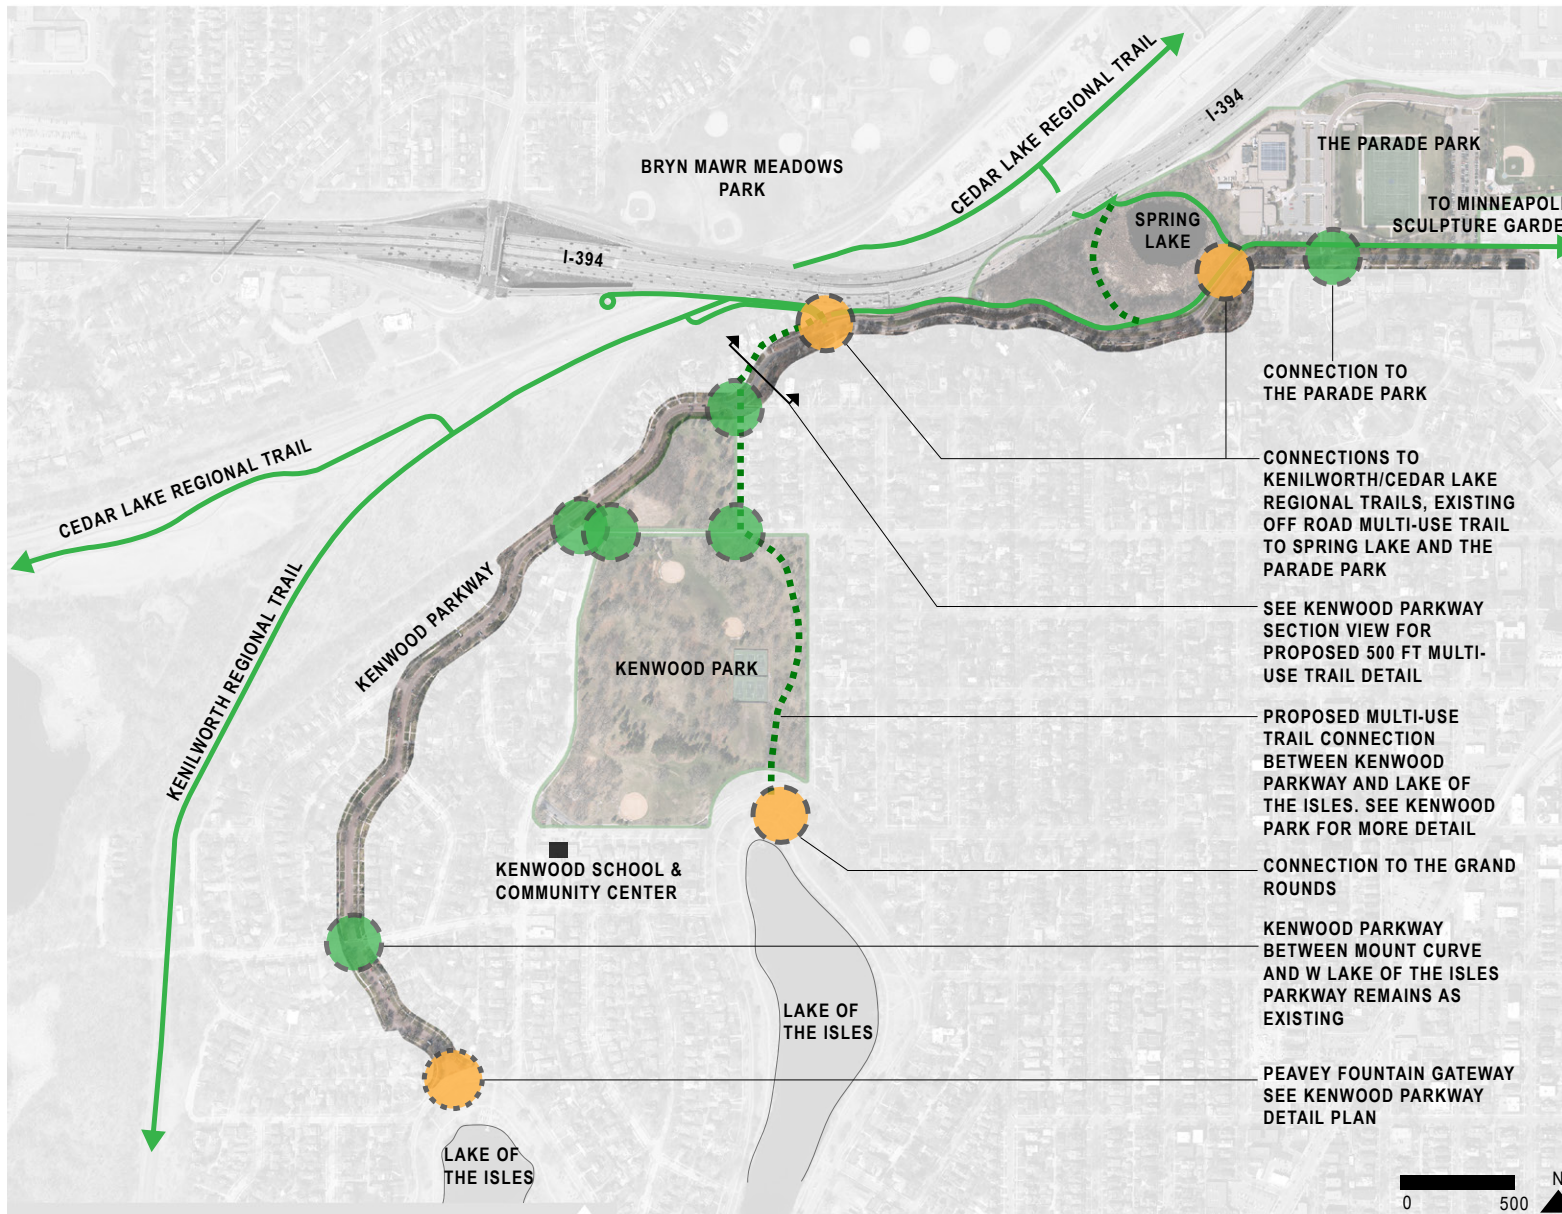 CEDAR LAKE REGIONAL TRAIL
I-394
THE PARADE PARK
BRYN MAWR MEADOWS
PARK
TO MINNEAPOL
SCULPTURE GARDE
SPRING
LAKE
I-394
CONNECTION TO
THE PARADE PARK
CEDAR LAKE REGIONAL TRAIL
CONNECTIONS TO
KENILWORTH/CEDAR LAKE
REGIONAL TRAILS, EXISTING
OFF ROAD MULTI-USE TRAIL
TO SPRING LAKE AND THE
PARADE PARK
KENWOOD PARKWAY
KENILWORTH REGIONAL TRAIL
SEE KENWOOD PARKWAY
SECTION VIEW FOR
PROPOSED 500 FT MULTI-
USE TRAIL DETAIL
KENWOOD PARK
PROPOSED MULTI-USE
TRAIL CONNECTION
BETWEEN KENWOOD
PARKWAY AND LAKE OF
THE ISLES. SEE KENWOOD
PARK FOR MORE DETAIL
KENWOOD SCHOOL &
COMMUNITY CENTER
CONNECTION TO THE GRAND
ROUNDS
KENWOOD PARKWAY
BETWEEN MOUNT CURVE
AND W LAKE OF THE ISLES
PARKWAY REMAINS AS
EXISTING
LAKE OF
THE ISLES
PEAVEY FOUNTAIN GATEWAY
SEE KENWOOD PARKWAY
DETAIL PLAN
LAKE OF
THE ISLES
N
0 500